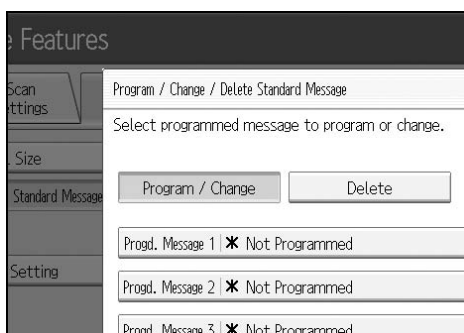 e Features
Scan
ettings
Program / Change / Delete Standard Message
Select programmed message to program or change.
. Size
Program / Change
Delete
Standard Message
Progd. Message 1 ✱ Not Programmed
Setting
Progd. Message 2 ✱ Not Programmed
Progd. Message 3 ✱ Not Programmed